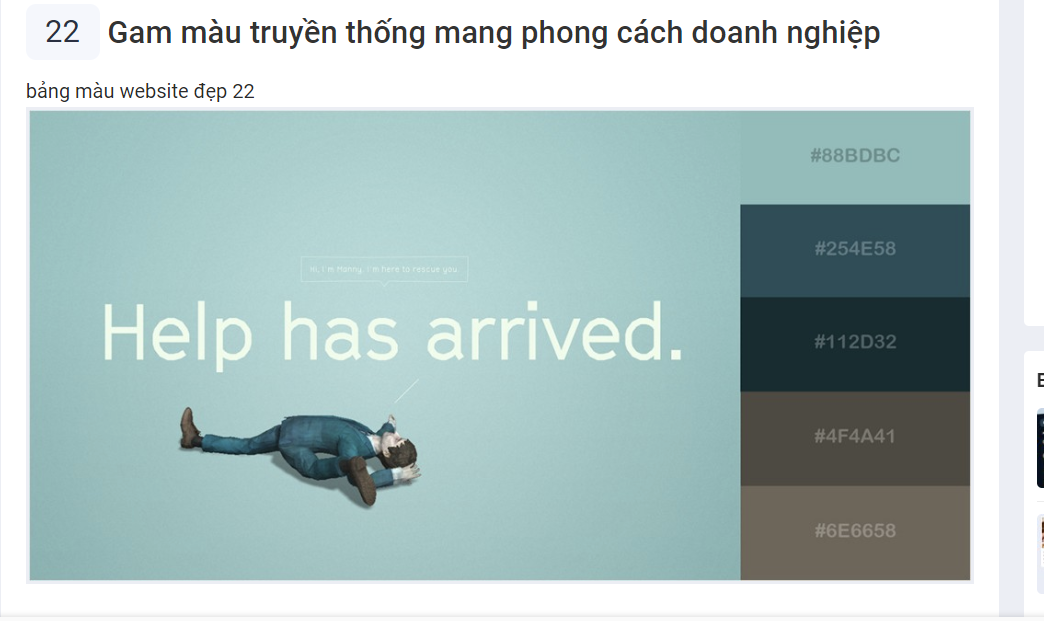 22 Gam màu truyền thống mang phong cách doanh nghiệp
bảng màu website đẹp 22
#88BDBC
#254E58
Hi, I'm Manny, I'm here to rescue you.
Help has arrived.
#112D32
#4F4A41
#6E6658